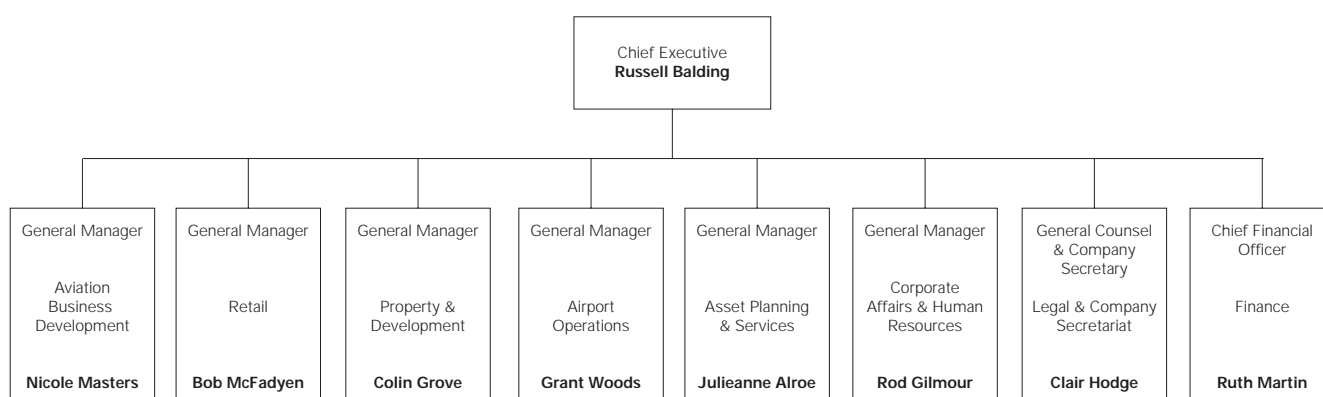 Chief Executive
Russell Balding
General Manager
Aviation
Business
Development
Nicole Masters
General Manager
Retail
Bob McFadyen
General Manager
Property &
Development
Colin Grove
General Manager
Airport
Operations
Grant Woods
General Manager
Asset Planning
& Services
Julieanne Alroe
General Manager
Corporate
Affairs & Human
Resources
Rod Gilmour
General Counsel
& Company
Secretary
Legal & Company
Secretariat
Clair Hodge
Chief Financial
Officer
Finance
Ruth Martin